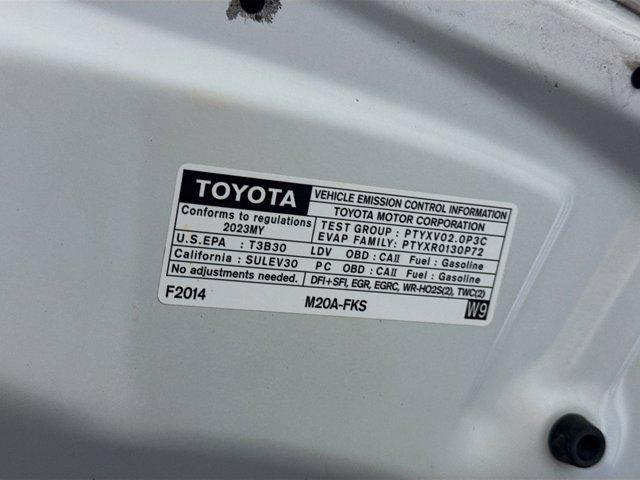 TOYOTA
VEHICLE EMISSION CONTROL INFORMATION
TOYOTA MOTOR CORPORATION
Conforms to regulations
2023MY
TEST GROUP : PTYXV02.0P3C
EVAP FAMILY: PTYXR0130P72
U.S.EPA : T3B30 LDV OBD : CAII Fuel : Gasoline
California : SULEV30 PC OBD : CAII Fuel : Gasoline
No adjustments needed. DFI+SFI, EGR, EGRC, WR-HO2S(2), TWC(2)
F2014 M20A-FKS W9